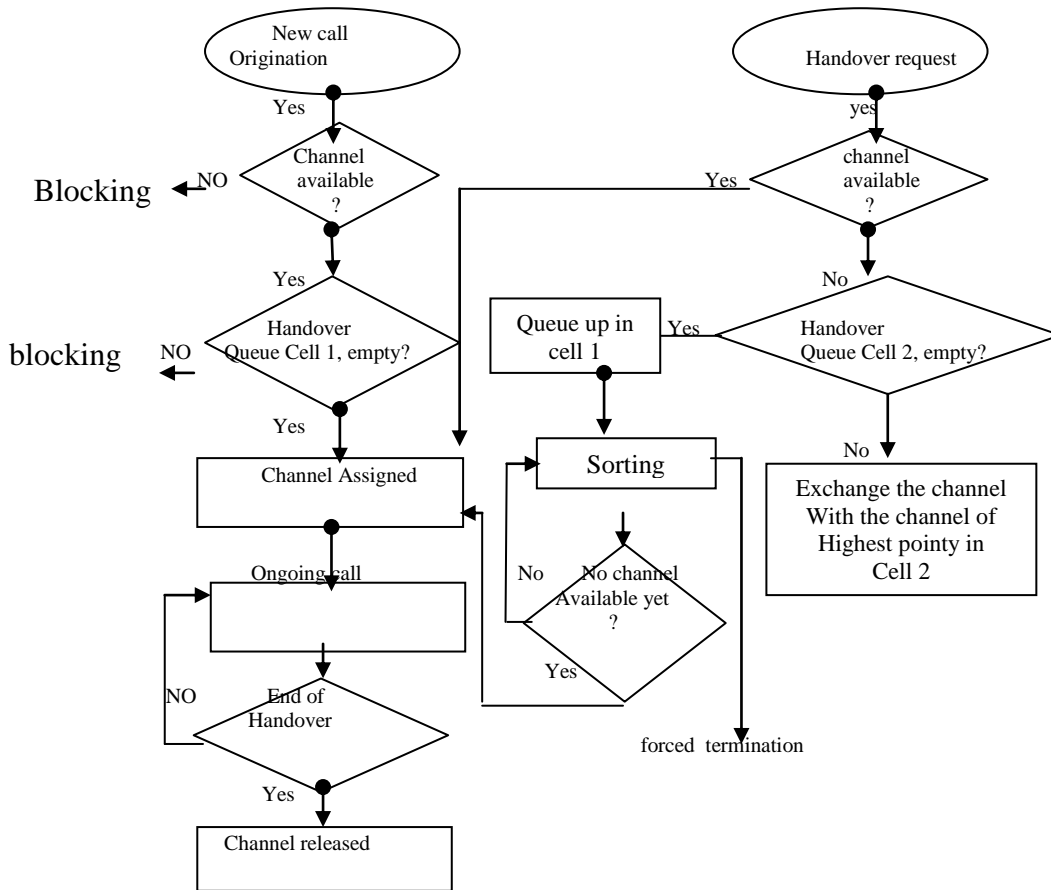 New call
Origination
Handover request
Yes
yes
Channel
available
?
NO
Blocking
channel
available
?
Yes
Yes
No
Handover
Queue Cell 1, empty?
NO
blocking
Queue up in
cell 1
Yes
Handover
Queue Cell 2, empty?
Yes
No
Channel Assigned
Sorting
Exchange the channel
With the channel of
Highest pointy in
Cell 2
Ongoing call
No
No channel
Available yet
?
Yes
NO
End of
Handover
forced termination
Yes
Channel released